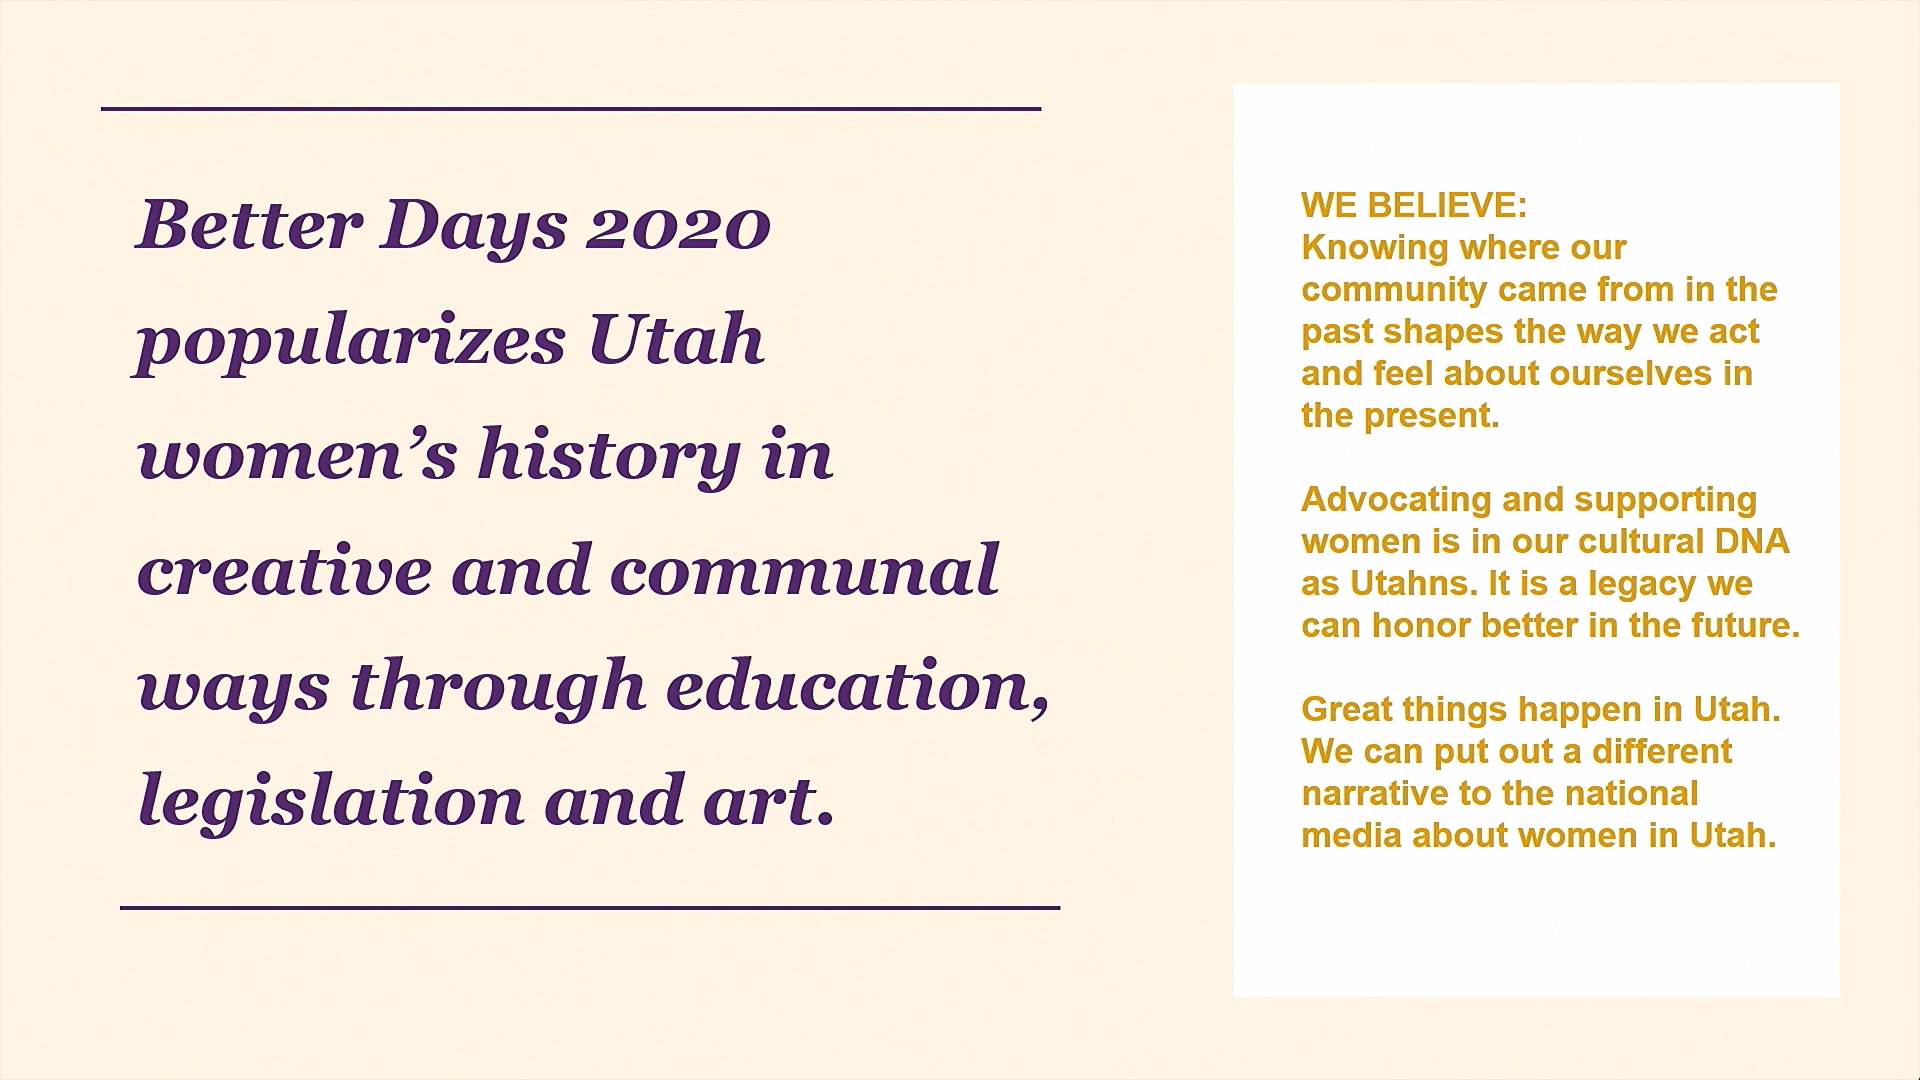 Better Days 2020
popularizes Utah
women’s history in
creative and communal
ways through education,
legislation and art.
WE BELIEVE:
Knowing where our
community came from in the
past shapes the way we act
and feel about ourselves in
the present.
Advocating and supporting
women is in our cultural DNA
as Utahns. It is a legacy we
can honor better in the future.
Great things happen in Utah.
We can put out a different
narrative to the national
media about women in Utah.